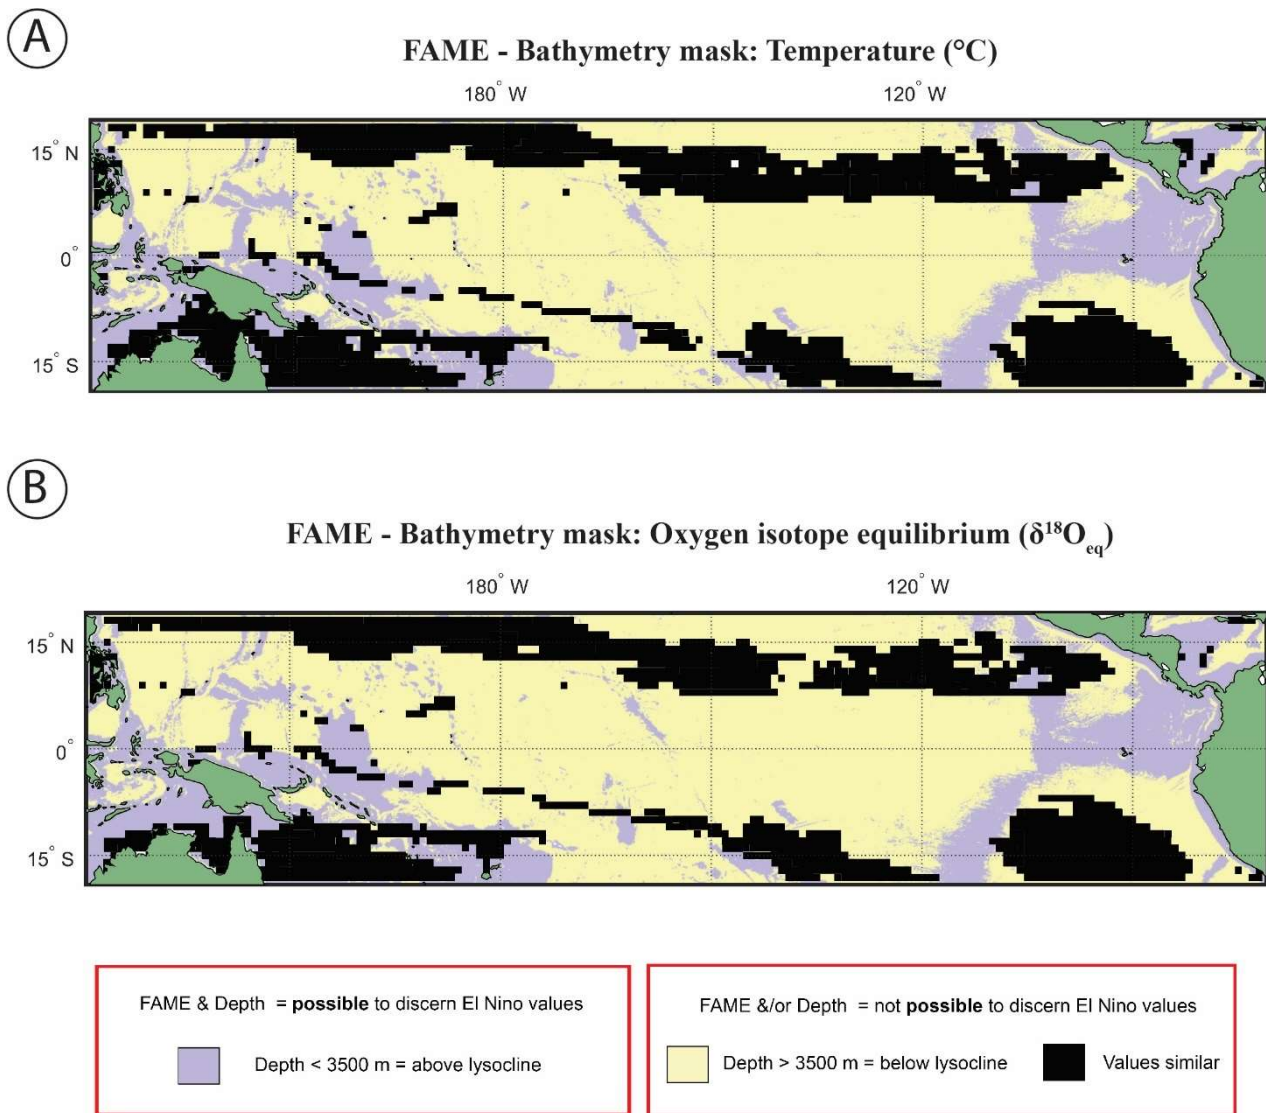 A
FAME - Bathymetry mask: Temperature (°C)
180° W
120° W
15° N
0°
15° S
B
FAME - Bathymetry mask: Oxygen isotope equilibrium (δ¹⁸O_eq)
180° W
120° W
15° N
0°
15° S
FAME & Depth = possible to discern El Nino values
Depth < 3500 m = above lysocline
FAME &/or Depth = not possible to discern El Nino values
Depth > 3500 m = below lysocline
Values similar